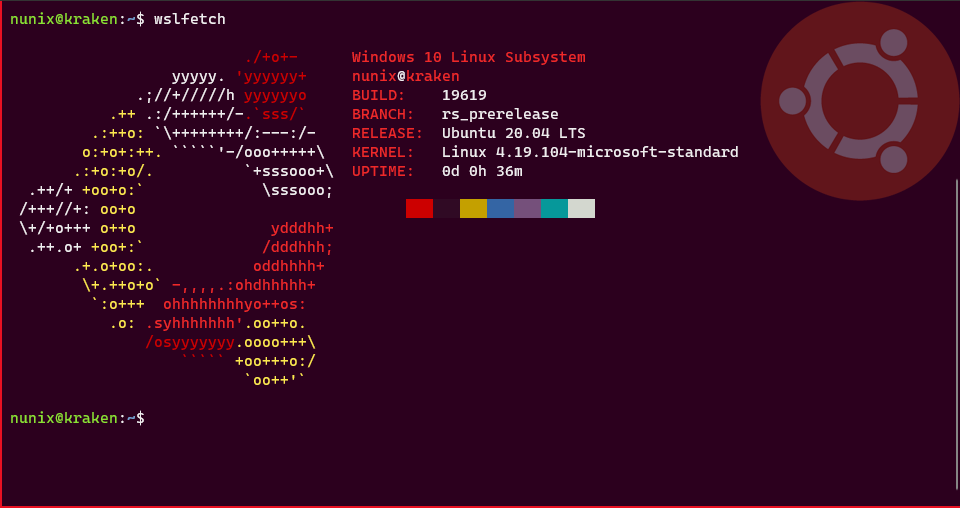 nunix@kraken:~$ wslfetch
                          ./+o+-      Windows 10 Linux Subsystem
                  yyyyy. 'yyyyyy+     nunix@kraken
              .;//+/////h yyyyyyo     BUILD:    19619
           .++ .:/++++++/-.`sss/`     BRANCH:   rs_prerelease
         .:++o: `\++++++++/:---:/-    RELEASE:  Ubuntu 20.04 LTS
        o:+o+:++. `````'-/ooo+++++\   KERNEL:   Linux 4.19.104-microsoft-standard
       .:+o:+o/.          `+sssooo+\  UPTIME:   0d 0h 36m
  .++/+ +oo+o:`             \sssooo;
 /+++//+: oo+o
 \+/+o+++ o++o               ydddhh+
  .++.o+ +oo+:`             /dddhhh;
       .+.o+oo:.           oddhhhh+
        \+.++o+o` -,,,,.:ohdhhhhh+
         `:o+++  ohhhhhhhhyo++os:
           .o: .syhhhhhhh'.oo++o.
               /osyyyyyyy.oooo+++\
                   ````` +oo+++o:/
                          `oo++'`
nunix@kraken:~$